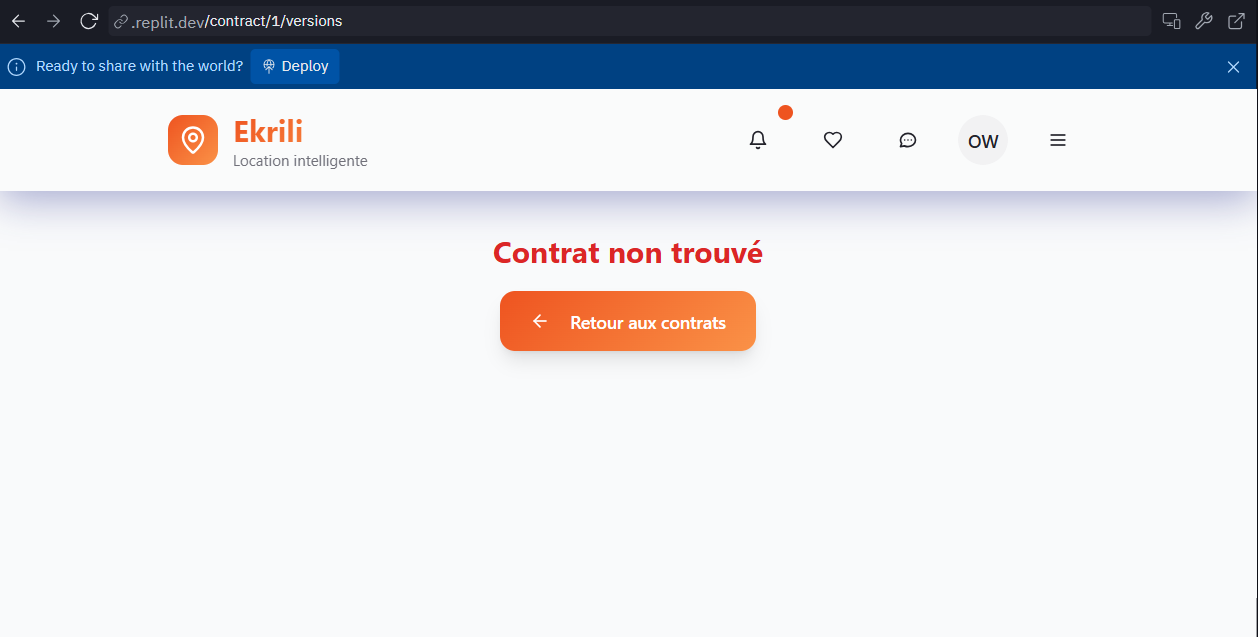 .replit.dev/contract/1/versions
Ready to share with the world? Deploy
Ekrili
Location intelligente
OW
Contrat non trouvé
Retour aux contrats